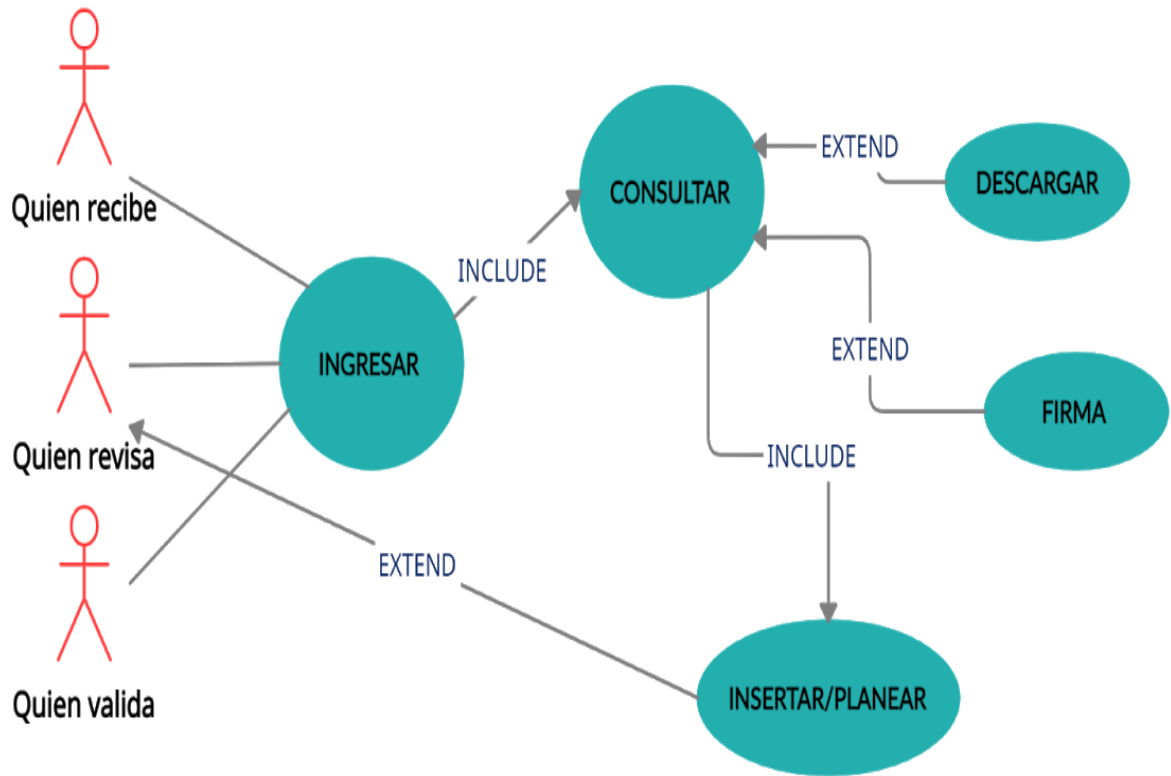 Quien recibe
Quien revisa
Quien valida
INGRESAR
INCLUDE
CONSULTAR
EXTEND
DESCARGAR
EXTEND
FIRMA
INCLUDE
EXTEND
INSERTAR/PLANEAR